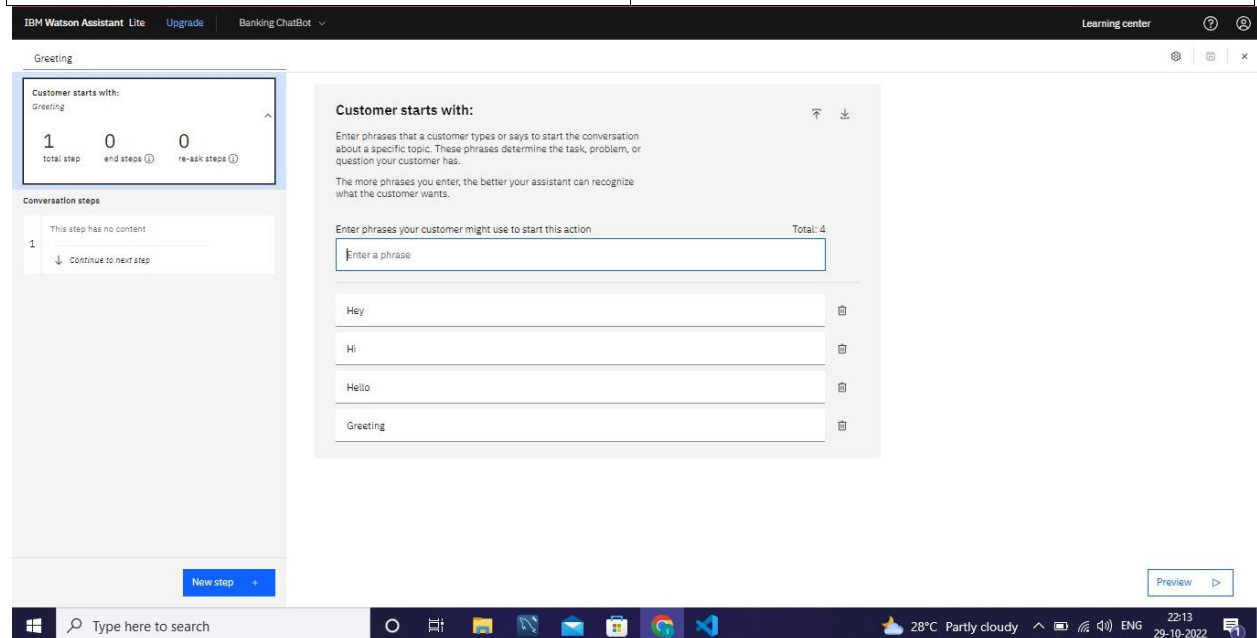 IBM Watson Assistant Lite Upgrade Banking ChatBot Learning center
Greeting
Customer starts with:
Greeting
1 0 0
total step end steps re-ask steps
Conversation steps
1
This step has no content
Continue to next step
New step +
Customer starts with:
Enter phrases that a customer types or says to start the conversation
about a specific topic. These phrases determine the task, problem, or
question your customer has.
The more phrases you enter, the better your assistant can recognize
what the customer wants.
Enter phrases your customer might use to start this action Total: 4
Enter a phrase
Hey
Hi
Hello
Greeting
Preview
Type here to search
28°C Partly cloudy ENG
22:13
29-10-2022